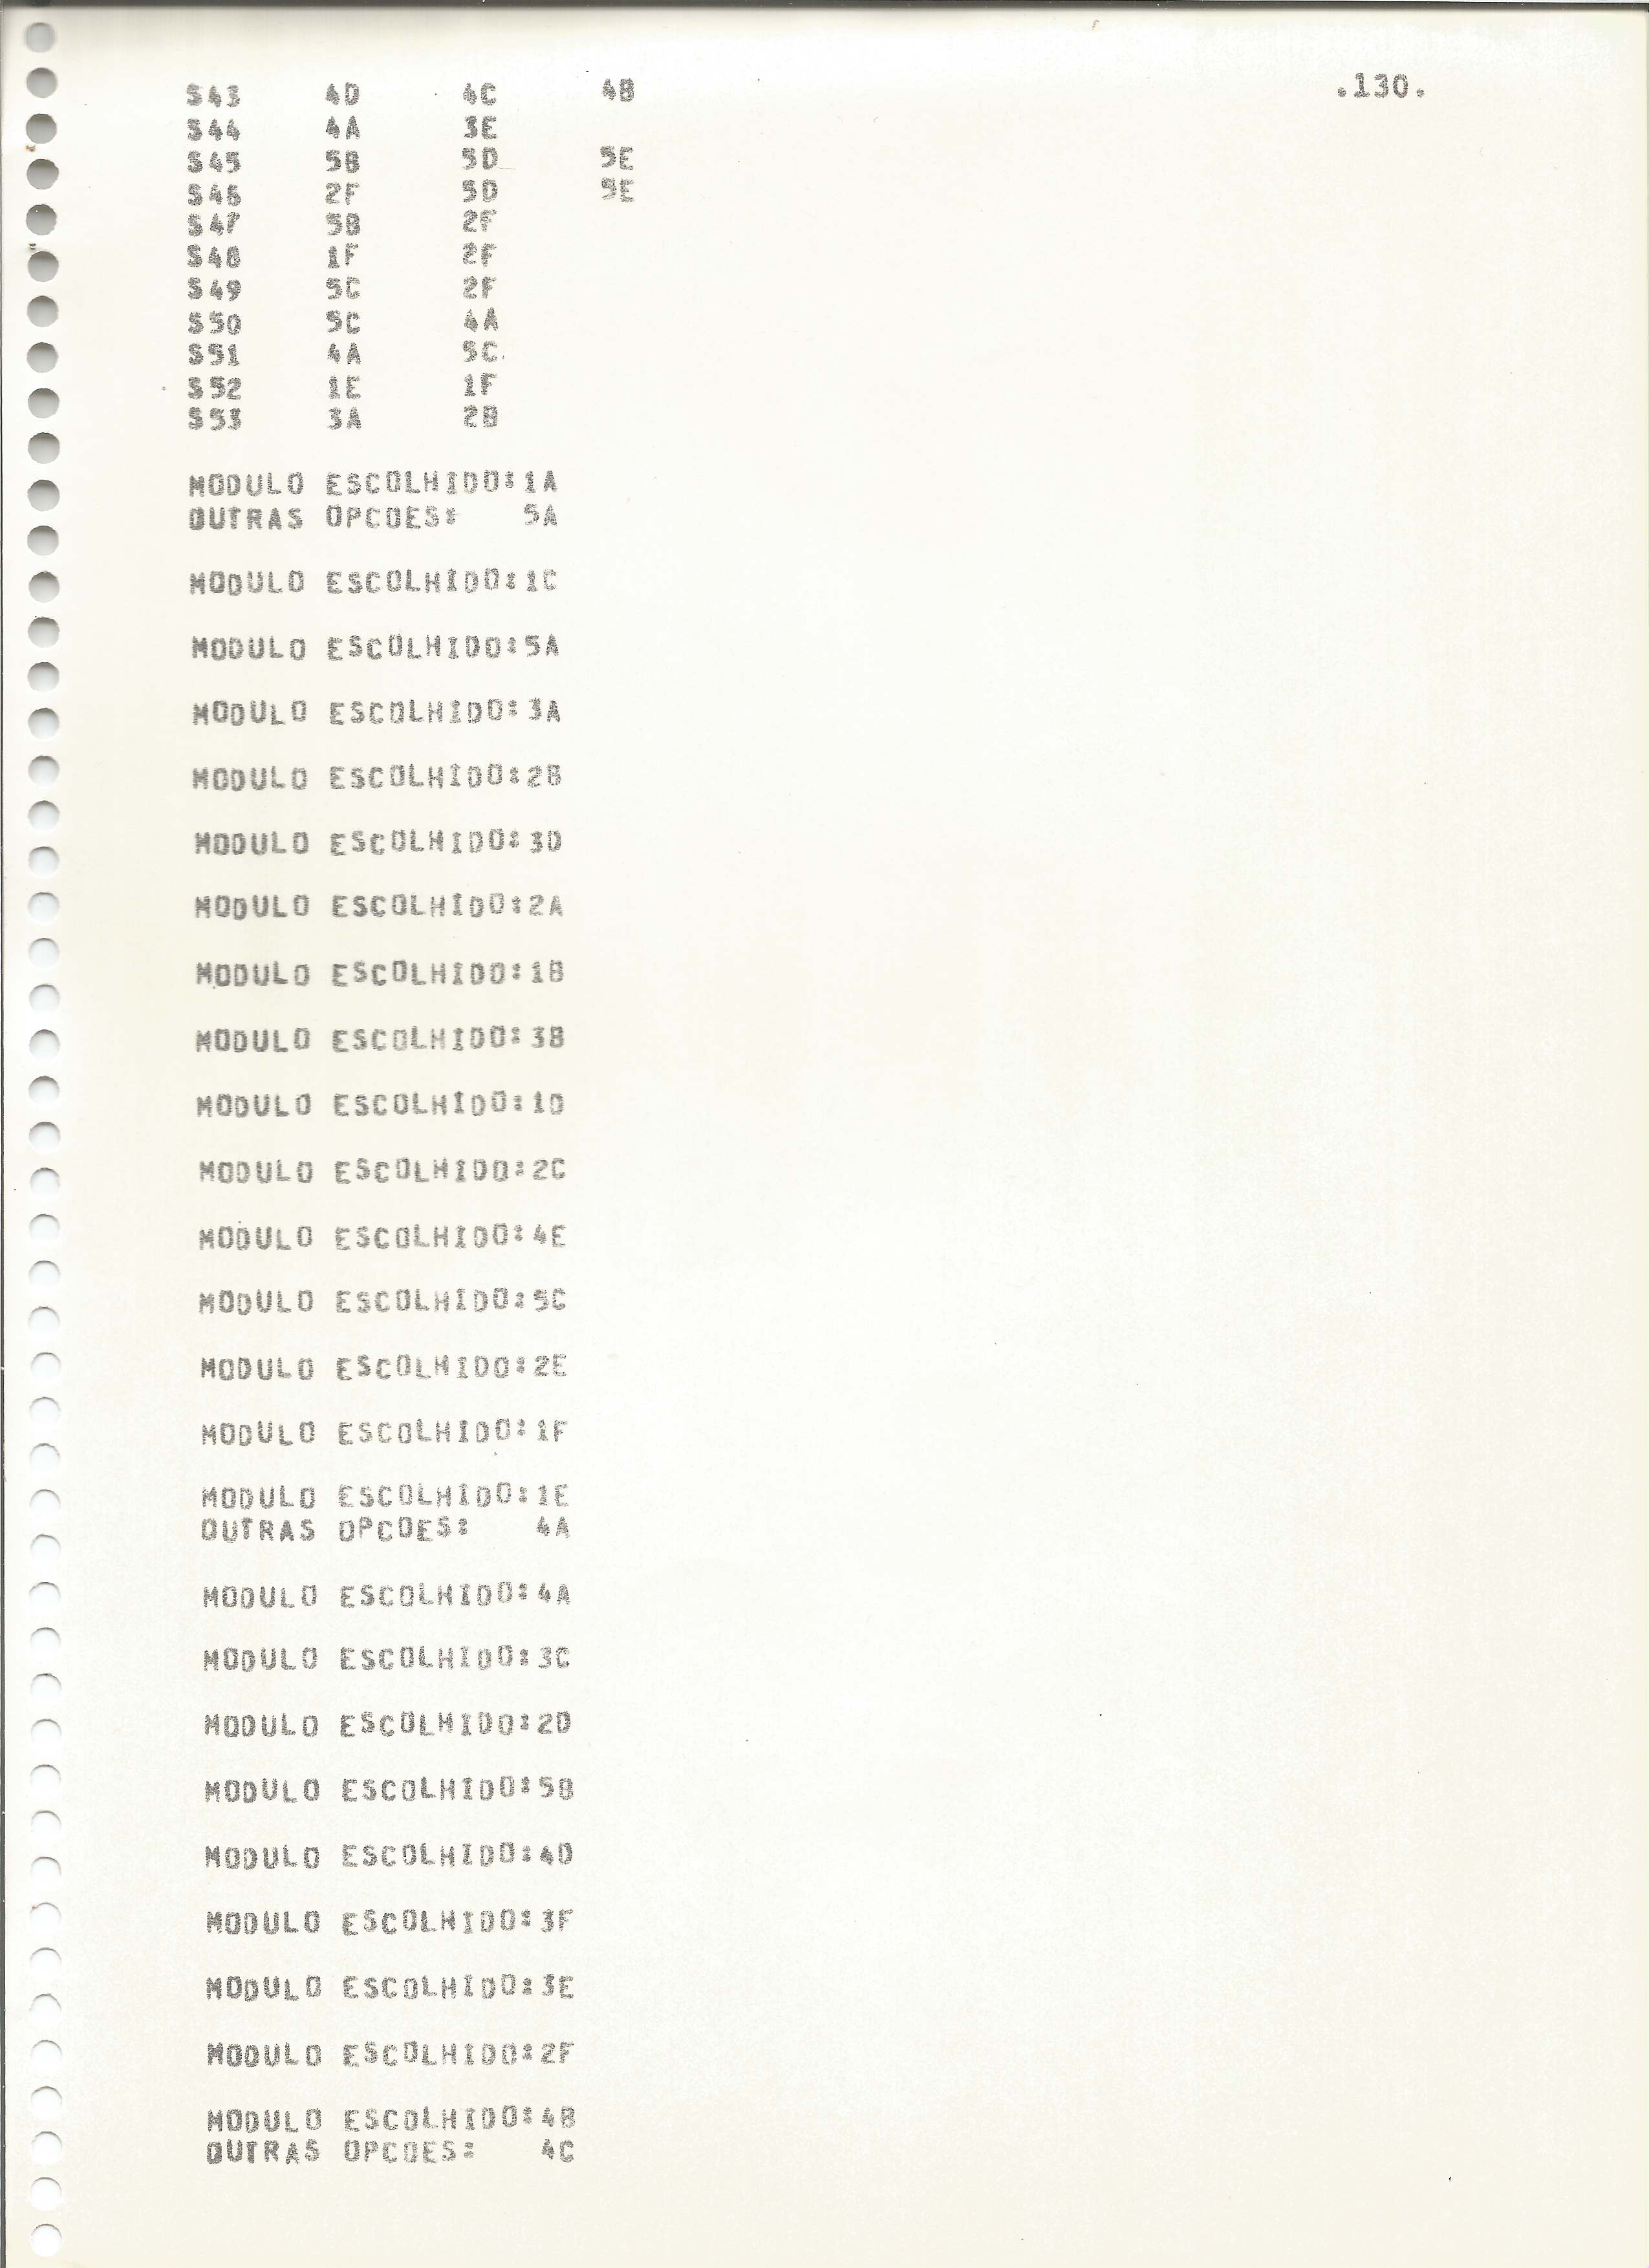 .130.
S43 4D 4C 4B
S44 4A 3E
S45 5B 5D 5E
S46 2F 5D 5E
S47 5B 2F
S48 1F 2F
S49 5C 2F
S50 5C 4A
S51 4A 5C
S52 1E 1F
S53 3A 2B
MODULO ESCOLHIDO:1A
OUTRAS OPCOES: 5A
MODULO ESCOLHIDO:1C
MODULO ESCOLHIDO:5A
MODULO ESCOLHIDO:3A
MODULO ESCOLHIDO:2B
MODULO ESCOLHIDO:3D
MODULO ESCOLHIDO:2A
MODULO ESCOLHIDO:1B
MODULO ESCOLHIDO:3B
MODULO ESCOLHIDO:1D
MODULO ESCOLHIDO:2C
MODULO ESCOLHIDO:4E
MODULO ESCOLHIDO:5C
MODULO ESCOLHIDO:2E
MODULO ESCOLHIDO:1F
MODULO ESCOLHIDO:1E
OUTRAS OPCOES: 4A
MODULO ESCOLHIDO:4A
MODULO ESCOLHIDO:3C
MODULO ESCOLHIDO:2D
MODULO ESCOLHIDO:5B
MODULO ESCOLHIDO:4D
MODULO ESCOLHIDO:3F
MODULO ESCOLHIDO:3E
MODULO ESCOLHIDO:2F
MODULO ESCOLHIDO:4B
OUTRAS OPCOES: 4C